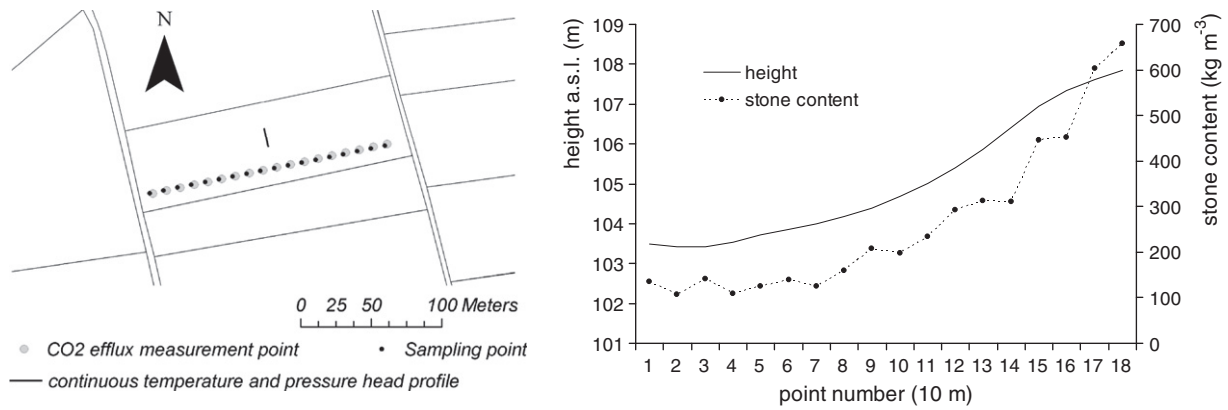 N
0 25 50 100 Meters
CO2 efflux measurement point
Sampling point
continuous temperature and pressure head profile
height a.s.l. (m)
109
108
107
106
105
104
103
102
101
height
stone content
700
600
500
400
300
200
100
0
stone content (kg m-3)
1 2 3 4 5 6 7 8 9 10 11 12 13 14 15 16 17 18
point number (10 m)